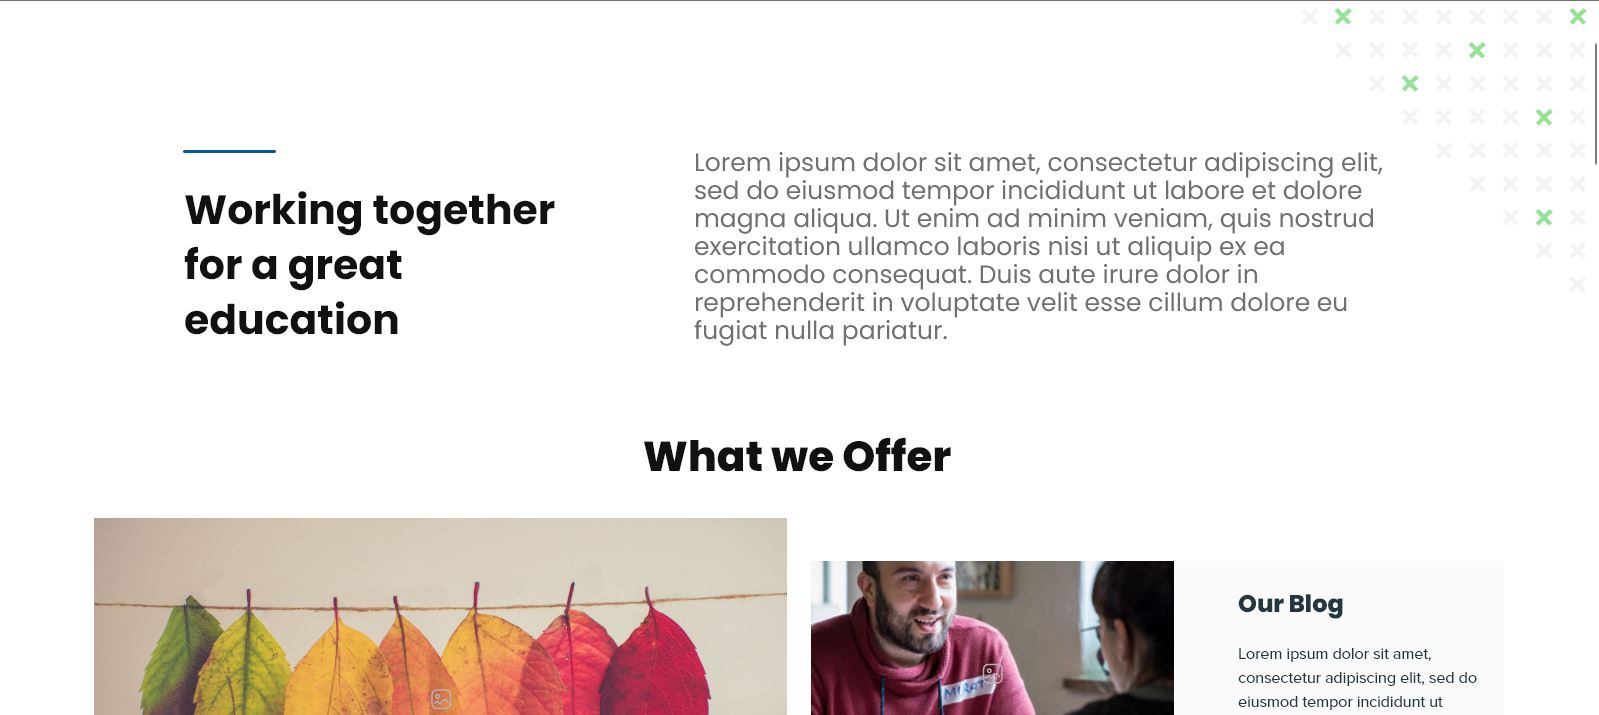 Working together
for a great
education
Lorem ipsum dolor sit amet, consectetur adipiscing elit,
sed do eiusmod tempor incididunt ut labore et dolore
magna aliqua. Ut enim ad minim veniam, quis nostrud
exercitation ullamco laboris nisi ut aliquip ex ea
commodo consequat. Duis aute irure dolor in
reprehenderit in voluptate velit esse cillum dolore eu
fugiat nulla pariatur.
What we Offer
Our Blog
Lorem ipsum dolor sit amet,
consectetur adipiscing elit, sed do
eiusmod tempor incididunt ut